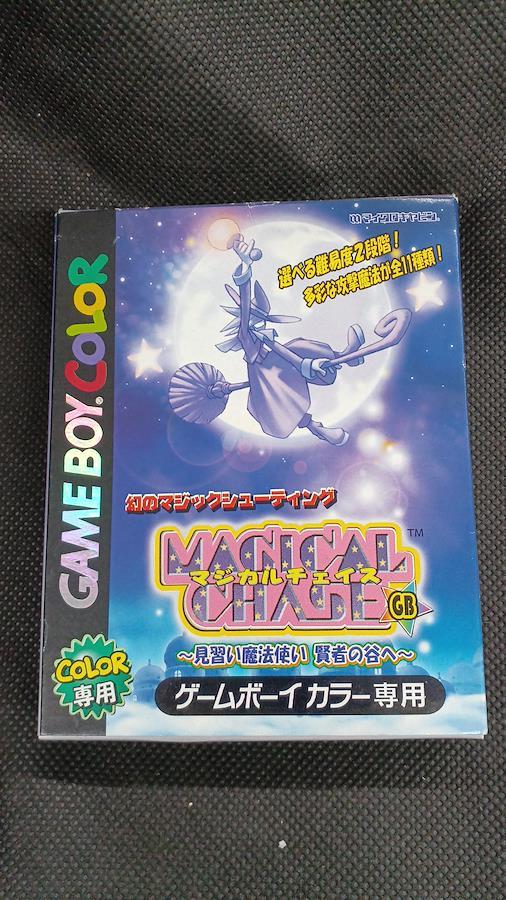 マイクロキャビン
選べる難易度2段階!
多彩な攻撃魔法が全11種類!
GAME BOY COLOR
幻のマジックシューティング
MAGICAL
マジカルチェイス
CHASE
GB
TM
~見習い魔法使い 賢者の谷へ~
COLOR
専用
ゲームボーイ カラー専用